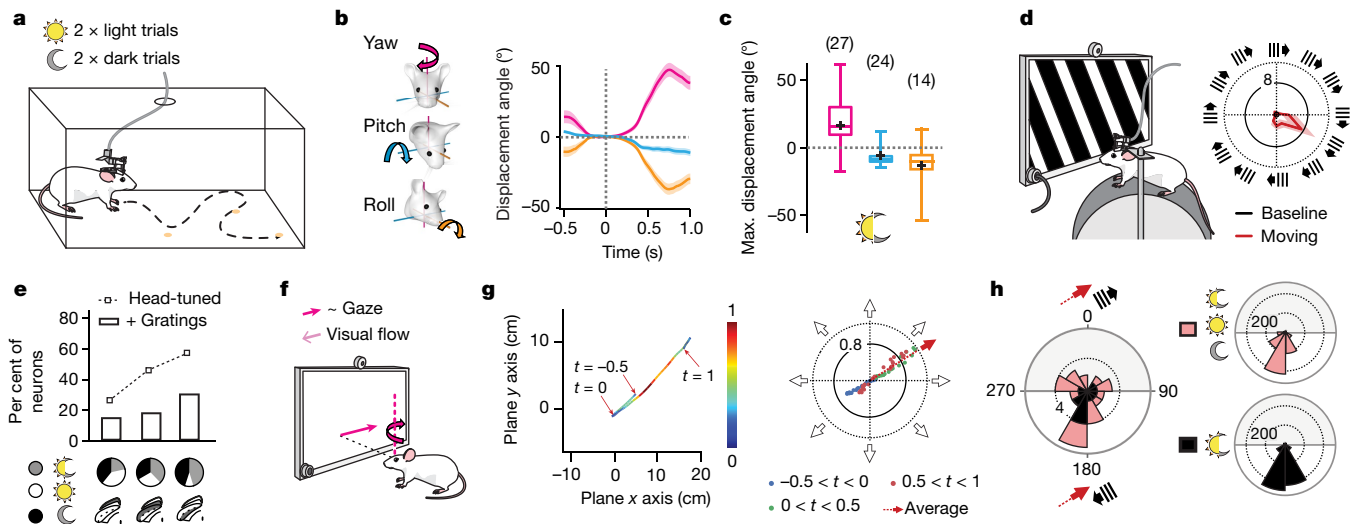 a
2 × light trials
2 × dark trials
b
Yaw
Pitch
Roll
Displacement angle (°)
50
0
−50
−0.5
0
0.5
1.0
Time (s)
c
Max. displacement angle (°)
(27)
(24)
(14)
50
0
−50
d
8
Baseline
Moving
e
Head-tuned
+ Gratings
Per cent of
neurons
80
60
40
20
0
f
~ Gaze
Visual flow
g
Plane y axis (cm)
10
0
t = −0.5
t = 0
t = 1
−10
0
10
20
Plane x axis (cm)
1
0
0.8
−0.5 < t < 0
0.5 < t < 1
0 < t < 0.5
Average
h
0
270
90
4
180
200
200